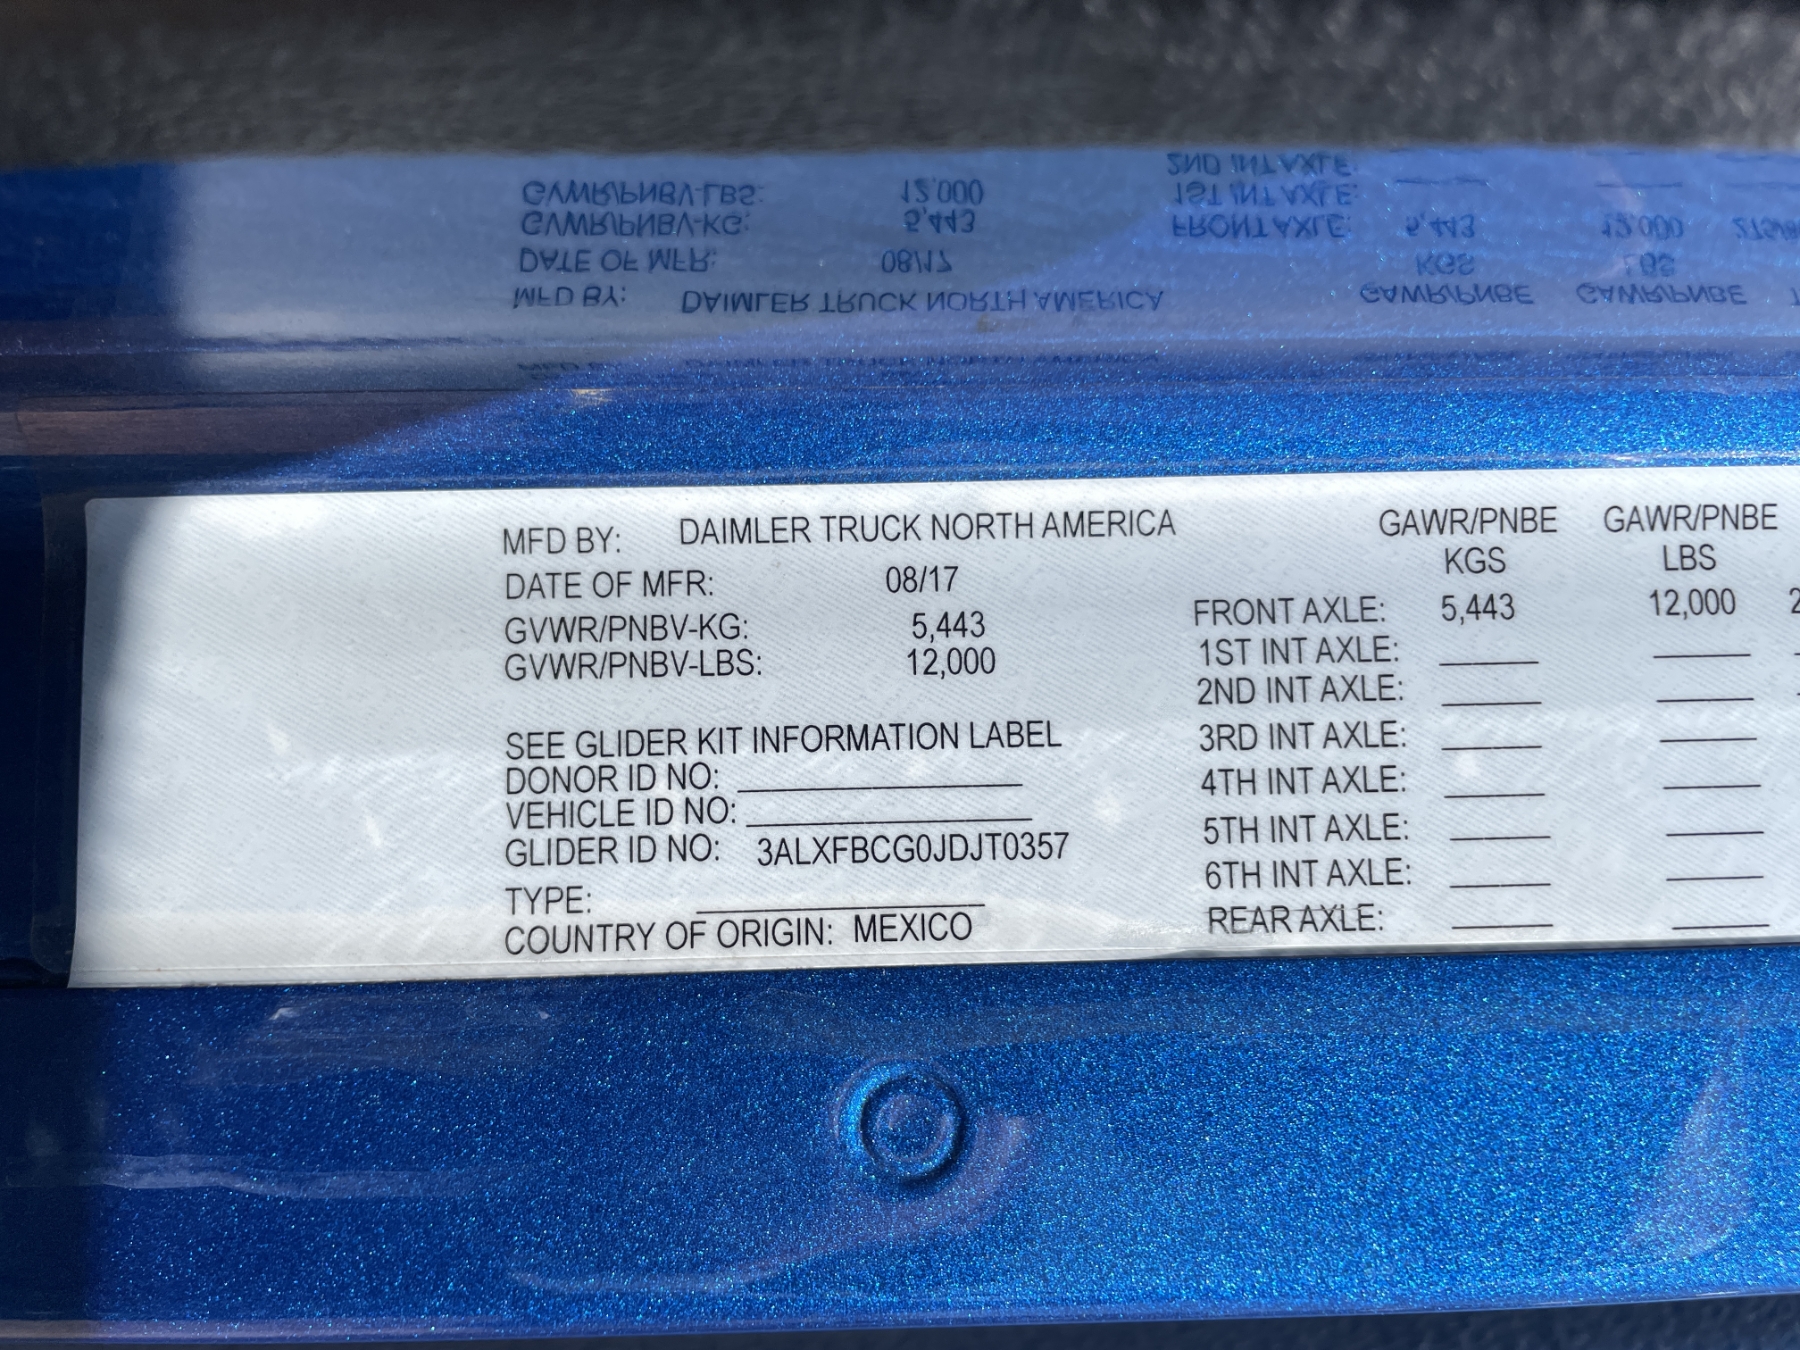 MFD BY: DAIMLER TRUCK NORTH AMERICA
DATE OF MFR: 08/17
GVWR/PNBV-KG: 5,443
GVWR/PNBV-LBS: 12,000
SEE GLIDER KIT INFORMATION LABEL
DONOR ID NO:
VEHICLE ID NO:
GLIDER ID NO: 3ALXFBCG0JDJT0357
TYPE:
COUNTRY OF ORIGIN: MEXICO
GAWR/PNBE GAWR/PNBE
KGS LBS
FRONT AXLE: 5,443 12,000
1ST INT AXLE:
2ND INT AXLE:
3RD INT AXLE:
4TH INT AXLE:
5TH INT AXLE:
6TH INT AXLE:
REAR AXLE: